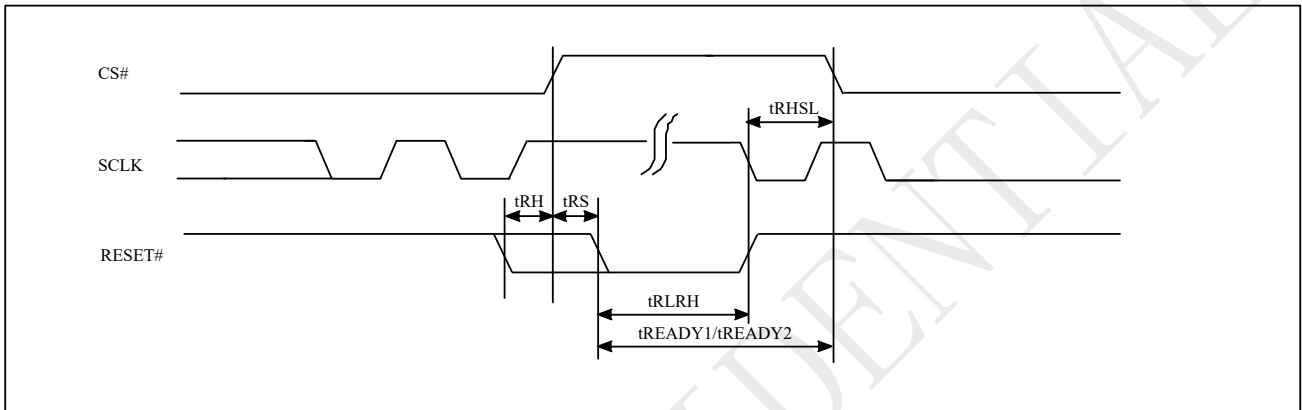 CS#
tRHSL
SCLK
tRH tRS
RESET#
tRLRH
tREADY1/tREADY2